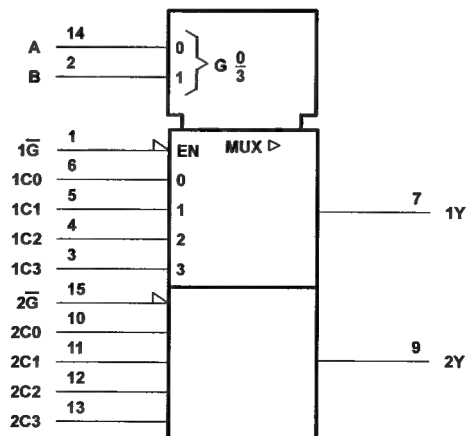 A 14 0 G 0/3
B 2 1
1G̅ 1 EN MUX ▷
1C0 6 0
1C1 5 1 7 1Y
1C2 4 2
1C3 3 3
2G̅ 15
2C0 10
2C1 11 9 2Y
2C2 12
2C3 13